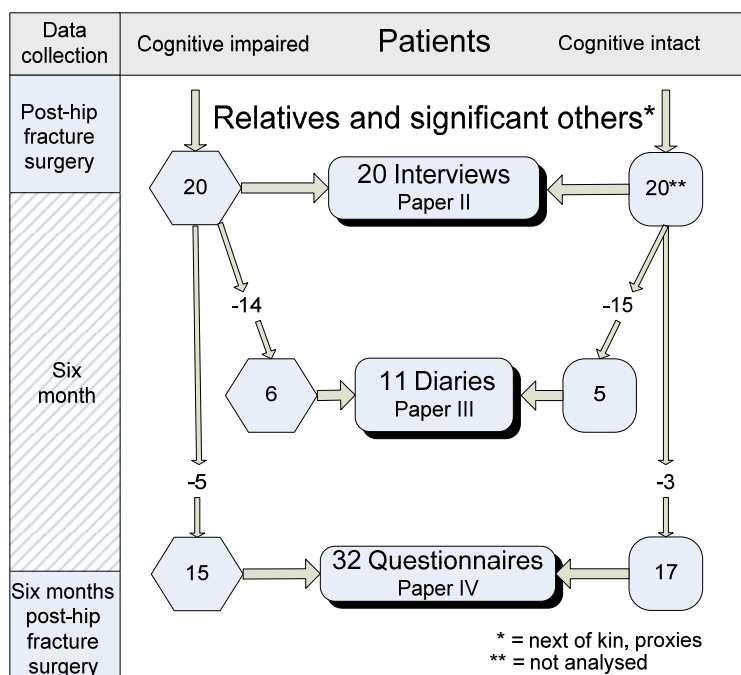 Data
collection
Cognitive impaired
Patients
Cognitive intact
Post-hip
fracture
surgery
Relatives and significant others*
20
20 Interviews
Paper II
20**
-14
-15
Six
month
6
11 Diaries
Paper III
5
-5
-3
15
32 Questionnaires
Paper IV
17
Six months
post-hip
fracture
surgery
* = next of kin, proxies
** = not analysed